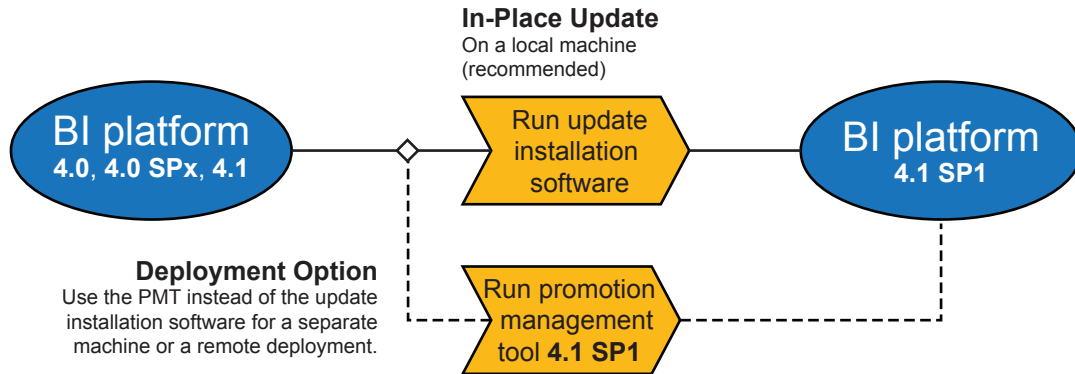 In-Place Update
On a local machine
(recommended)
BI platform
4.0, 4.0 SPx, 4.1
Run update
installation
software
BI platform
4.1 SP1
Deployment Option
Use the PMT instead of the update
installation software for a separate
machine or a remote deployment.
Run promotion
management
tool 4.1 SP1